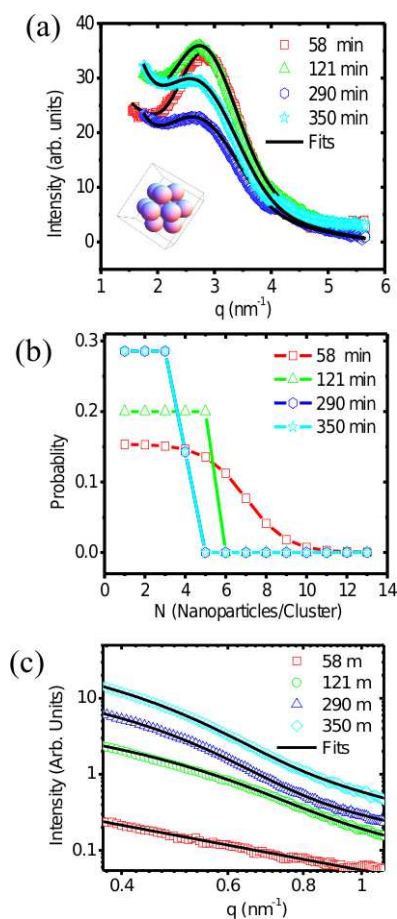 (a)
58 min
121 min
290 min
350 min
Fits
40
30
20
10
0
Intensity (arb. units)
1 2 3 4 5 6
q (nm⁻¹)
(b)
58 min
121 min
290 min
350 min
0.3
0.2
0.1
0.0
Probablity
0 2 4 6 8 10 12 14
N (Nanoparticles/Cluster)
(c)
58 m
121 m
290 m
350 m
Fits
10
1
0.1
Intensity (Arb. Units)
0.4 0.6 0.8 1
q (nm⁻¹)